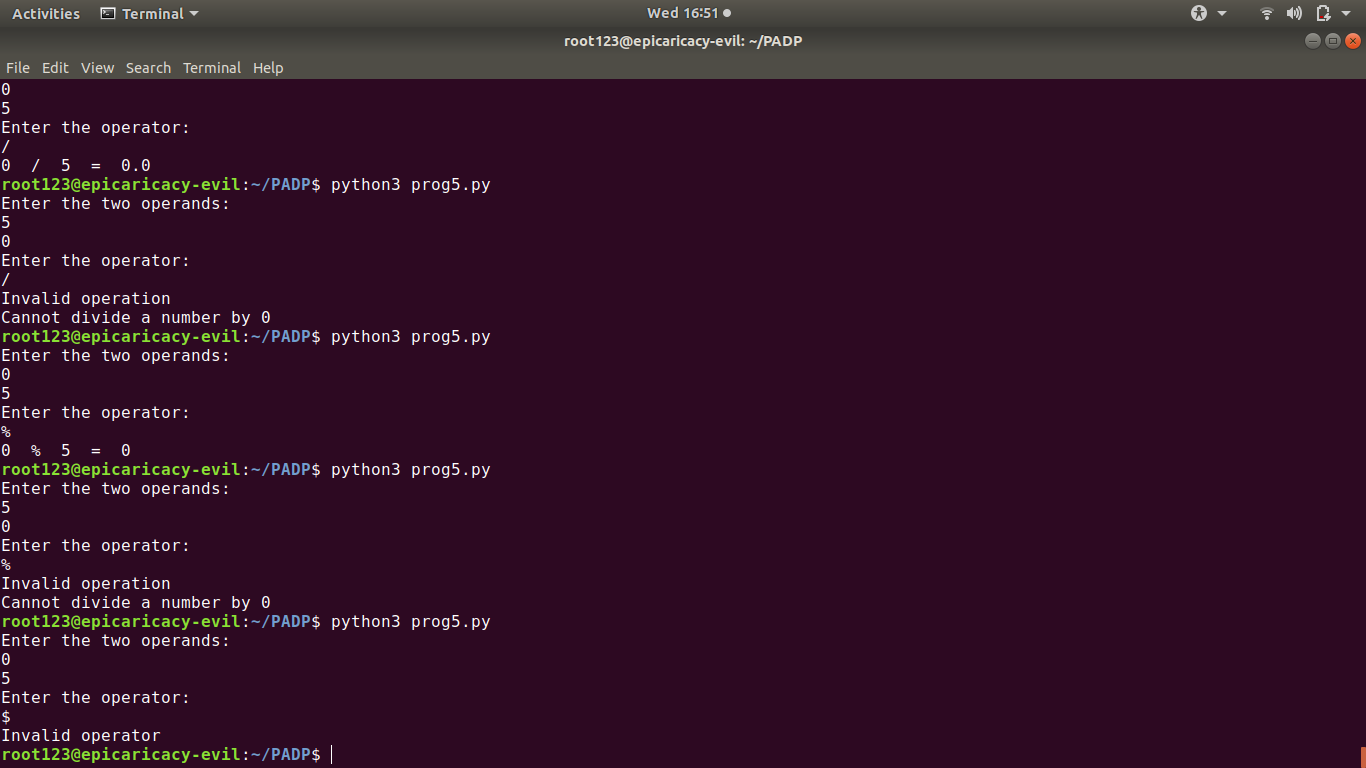 Activities Terminal Wed 16:51
root123@epicaricacy-evil: ~/PADP
File Edit View Search Terminal Help
0
5
Enter the operator:
/
0  /  5  =  0.0
root123@epicaricacy-evil:~/PADP$ python3 prog5.py
Enter the two operands:
5
0
Enter the operator:
/
Invalid operation
Cannot divide a number by 0
root123@epicaricacy-evil:~/PADP$ python3 prog5.py
Enter the two operands:
0
5
Enter the operator:
%
0  %  5  =  0
root123@epicaricacy-evil:~/PADP$ python3 prog5.py
Enter the two operands:
5
0
Enter the operator:
%
Invalid operation
Cannot divide a number by 0
root123@epicaricacy-evil:~/PADP$ python3 prog5.py
Enter the two operands:
0
5
Enter the operator:
$
Invalid operator
root123@epicaricacy-evil:~/PADP$